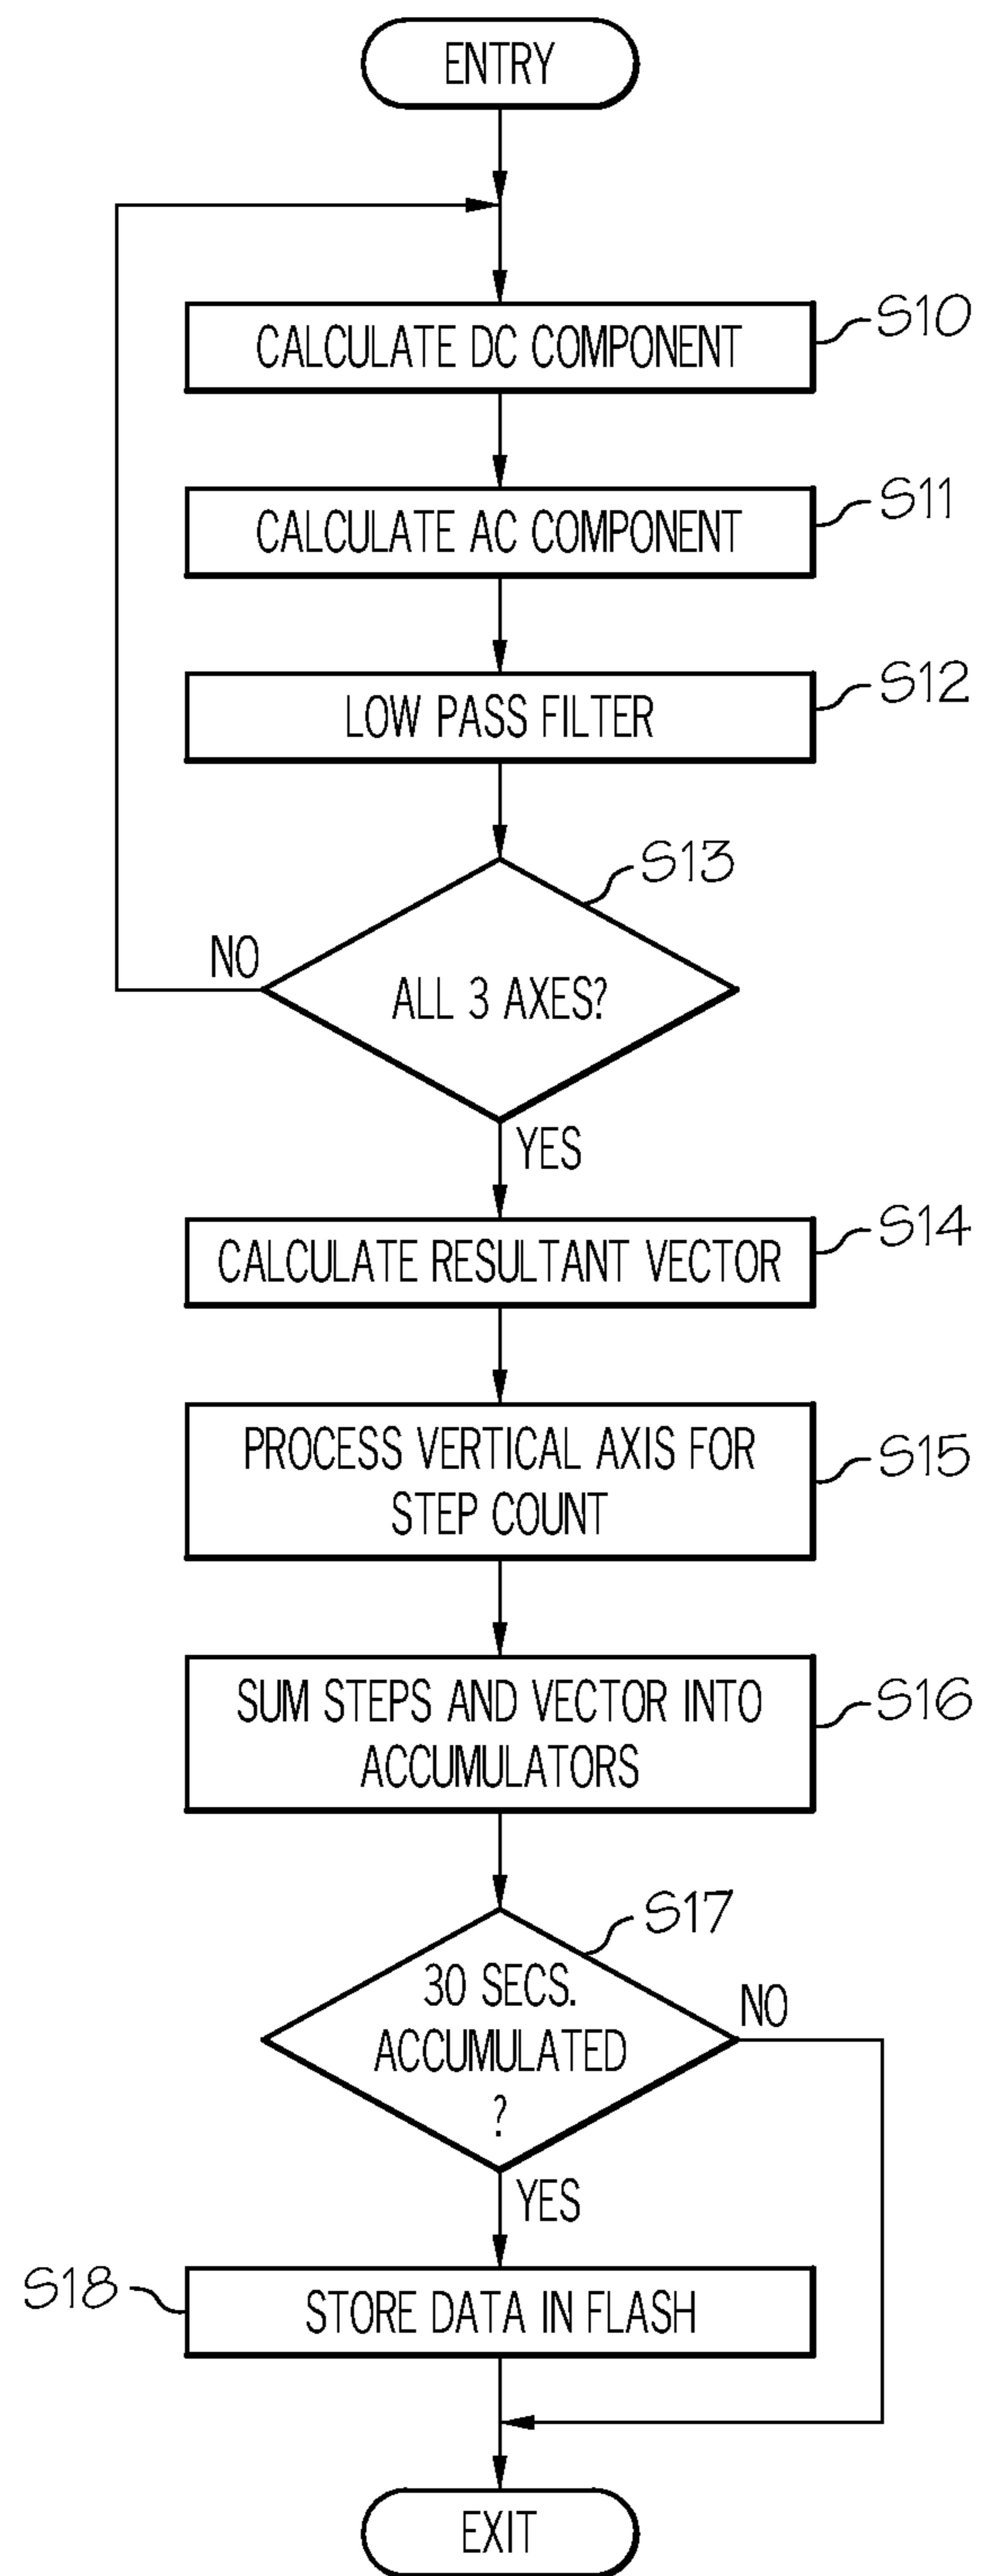 ENTRY
CALCULATE DC COMPONENT
S10
CALCULATE AC COMPONENT
S11
LOW PASS FILTER
S12
S13
NO
ALL 3 AXES?
YES
CALCULATE RESULTANT VECTOR
S14
PROCESS VERTICAL AXIS FOR
STEP COUNT
S15
SUM STEPS AND VECTOR INTO
ACCUMULATORS
S16
S17
30 SECS.
ACCUMULATED
?
NO
YES
S18
STORE DATA IN FLASH
EXIT